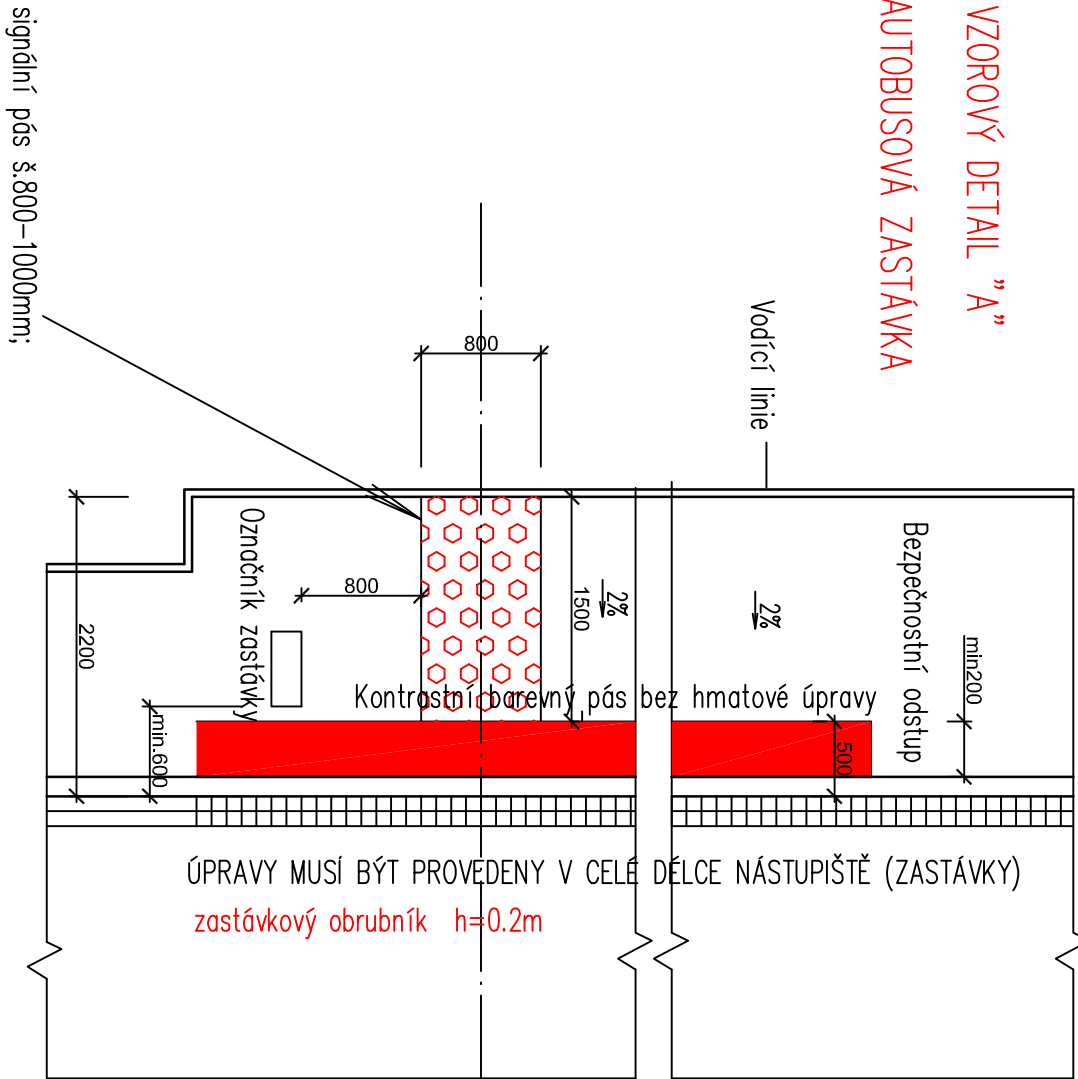 VZOROVÝ DETAIL "A"
AUTOBUSOVÁ ZASTÁVKA
signální pás š.800-1000mm;
800
Vodící linie
Označník zastávky
800
1500
2%
2%
Bezpečnostní odstup
min200
2200
min.600
Kontrastní barevný pás bez hmatové úpravy
500
ÚPRAVY MUSÍ BÝT PROVEDENY V CELÉ DÉLCE NÁSTUPIŠTĚ (ZASTÁVKY)
zastávkový obrubník h=0.2m